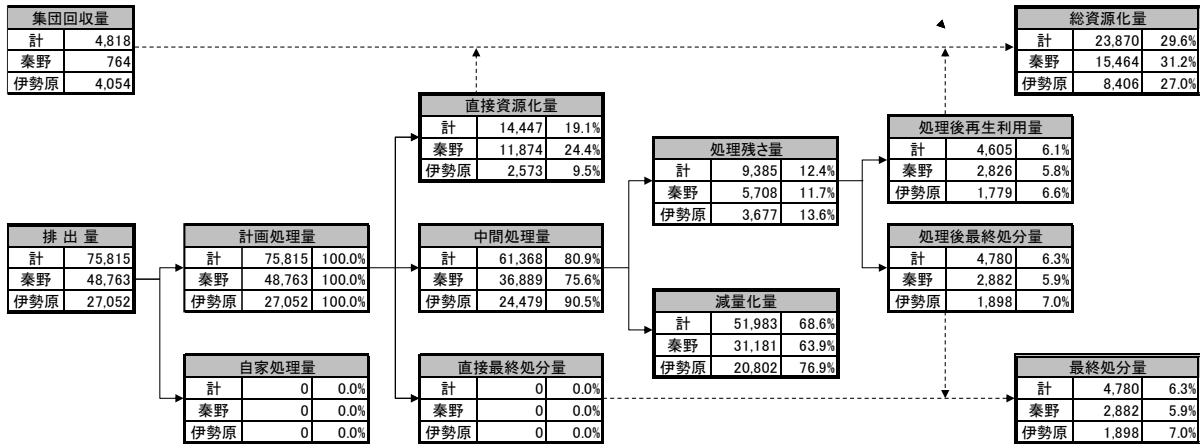 集団回収量
計 4,818
秦野 764
伊勢原 4,054
総資源化量
計 23,870 29.6%
秦野 15,464 31.2%
伊勢原 8,406 27.0%
直接資源化量
計 14,447 19.1%
秦野 11,874 24.4%
伊勢原 2,573 9.5%
処理残さ量
計 9,385 12.4%
秦野 5,708 11.7%
伊勢原 3,677 13.6%
処理後再生利用量
計 4,605 6.1%
秦野 2,826 5.8%
伊勢原 1,779 6.6%
排 出 量
計 75,815
秦野 48,763
伊勢原 27,052
計画処理量
計 75,815 100.0%
秦野 48,763 100.0%
伊勢原 27,052 100.0%
中間処理量
計 61,368 80.9%
秦野 36,889 75.6%
伊勢原 24,479 90.5%
処理後最終処分量
計 4,780 6.3%
秦野 2,882 5.9%
伊勢原 1,898 7.0%
減量化量
計 51,983 68.6%
秦野 31,181 63.9%
伊勢原 20,802 76.9%
自家処理量
計 0 0.0%
秦野 0 0.0%
伊勢原 0 0.0%
直接最終処分量
計 0 0.0%
秦野 0 0.0%
伊勢原 0 0.0%
最終処分量
計 4,780 6.3%
秦野 2,882 5.9%
伊勢原 1,898 7.0%